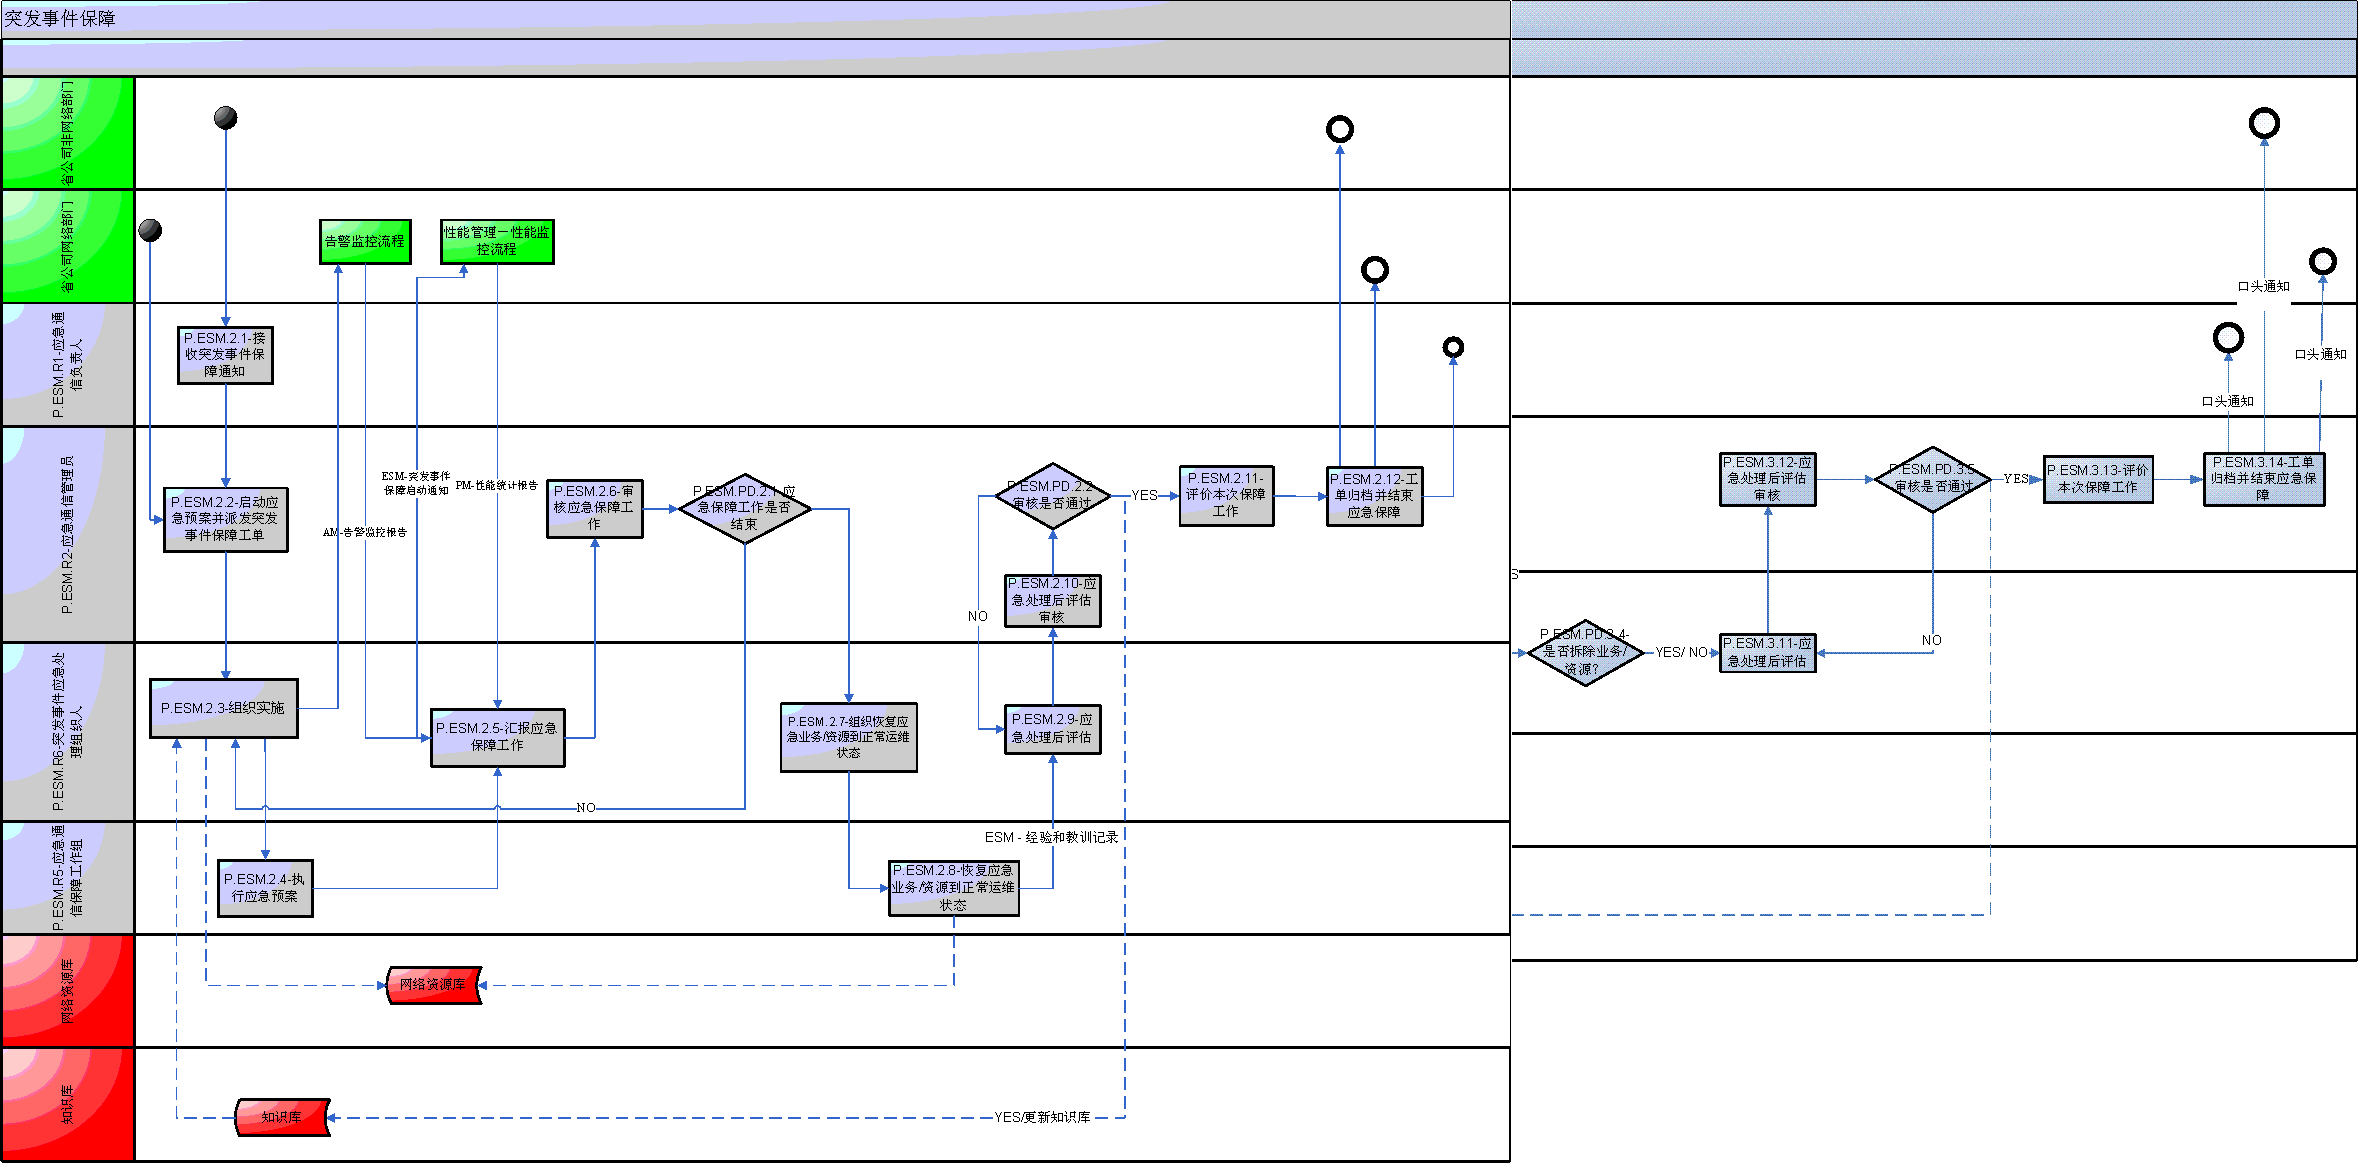 突发事件保障
省公司非网络部门
省公司网络部门
告警监控流程
性能管理－性能监
控流程
口头通知
P.ESM.R1-应急通
信负责人
P.ESM.2.1-接
收突发事件保
障通知
口头通知
口头通知
P.ESM.R2-应急通信管理员
P.ESM.2.2-启动应
急预案并派发突发
事件保障工单
ESM-突发事件
保障启动通知
PM-性能统计报告
AM-告警监控报告
P.ESM.2.6-审
核应急保障工
作
P.ESM.PD.2.1-应
急保障工作是否
结束
P.ESM.PD.2.2
审核是否通过
YES
P.ESM.2.11-
评价本次保障
工作
P.ESM.2.12-工
单归档并结束
应急保障
P.ESM.2.10-应
急处理后评估
审核
NO
P.ESM.3.12-应
急处理后评估
审核
P.ESM.PD.3.5
审核是否通过
YES
P.ESM.3.13-评价
本次保障工作
P.ESM.3.14-工单
归档并结束应急保
障
P.ESM.R6-突发事件应急处
理组织人
P.ESM.2.3-组织实施
P.ESM.2.5-汇报应急
保障工作
P.ESM.2.7-组织恢复应
急业务/资源到正常运维
状态
P.ESM.2.9-应
急处理后评估
NO
P.ESM.PD.3.4-
是否拆除业务/
资源?
YES/ NO
P.ESM.3.11-应
急处理后评估
NO
P.ESM.R5-应急通
信保障工作组
P.ESM.2.4-执
行应急预案
ESM - 经验和教训记录
P.ESM.2.8-恢复应急
业务/资源到正常运维
状态
网络资源库
网络资源库
知识库
知识库
YES/更新知识库